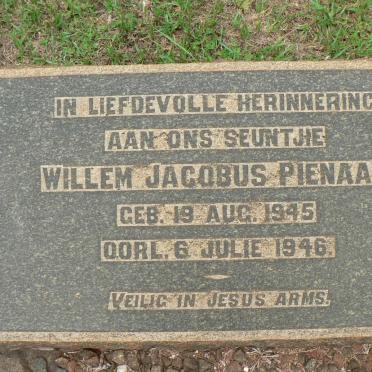 IN LIEFDEVOLLE HERINNERING
AAN ONS SEUNTJIE
WILLEM JACOBUS PIENAA
GEB. 19 AUG. 1945
OORL. 6 JULIE 1946
VEILIG IN JESUS ARMS.